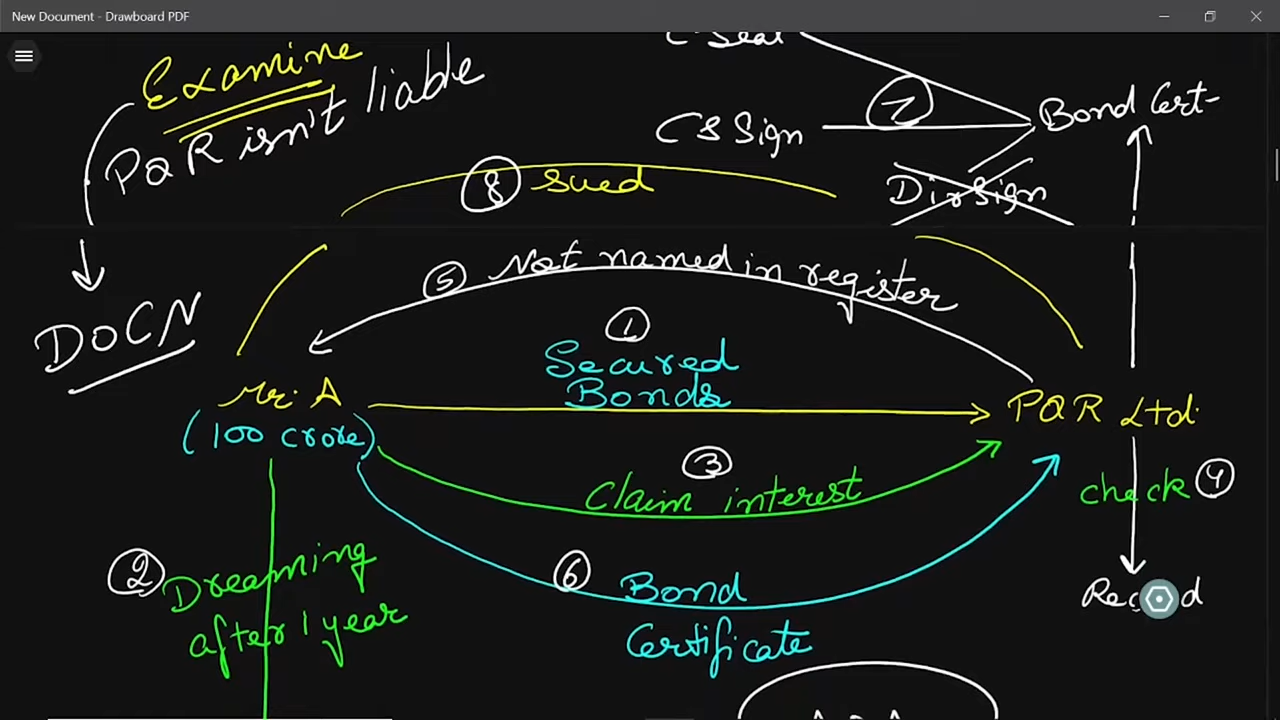 New Document - Drawboard PDF
Examine
PQR isn't liable
C Seal
7
Bond Cert-
CS Sign
Dir Sign
8 Sued
5 Not named in register
DOCN
1
Secured
Bonds
Mr. A
PQR Ltd.
(100 crore)
3
Claim interest
check 4
2 Dreaming
after 1 year
6 Bond
Certificate
Record